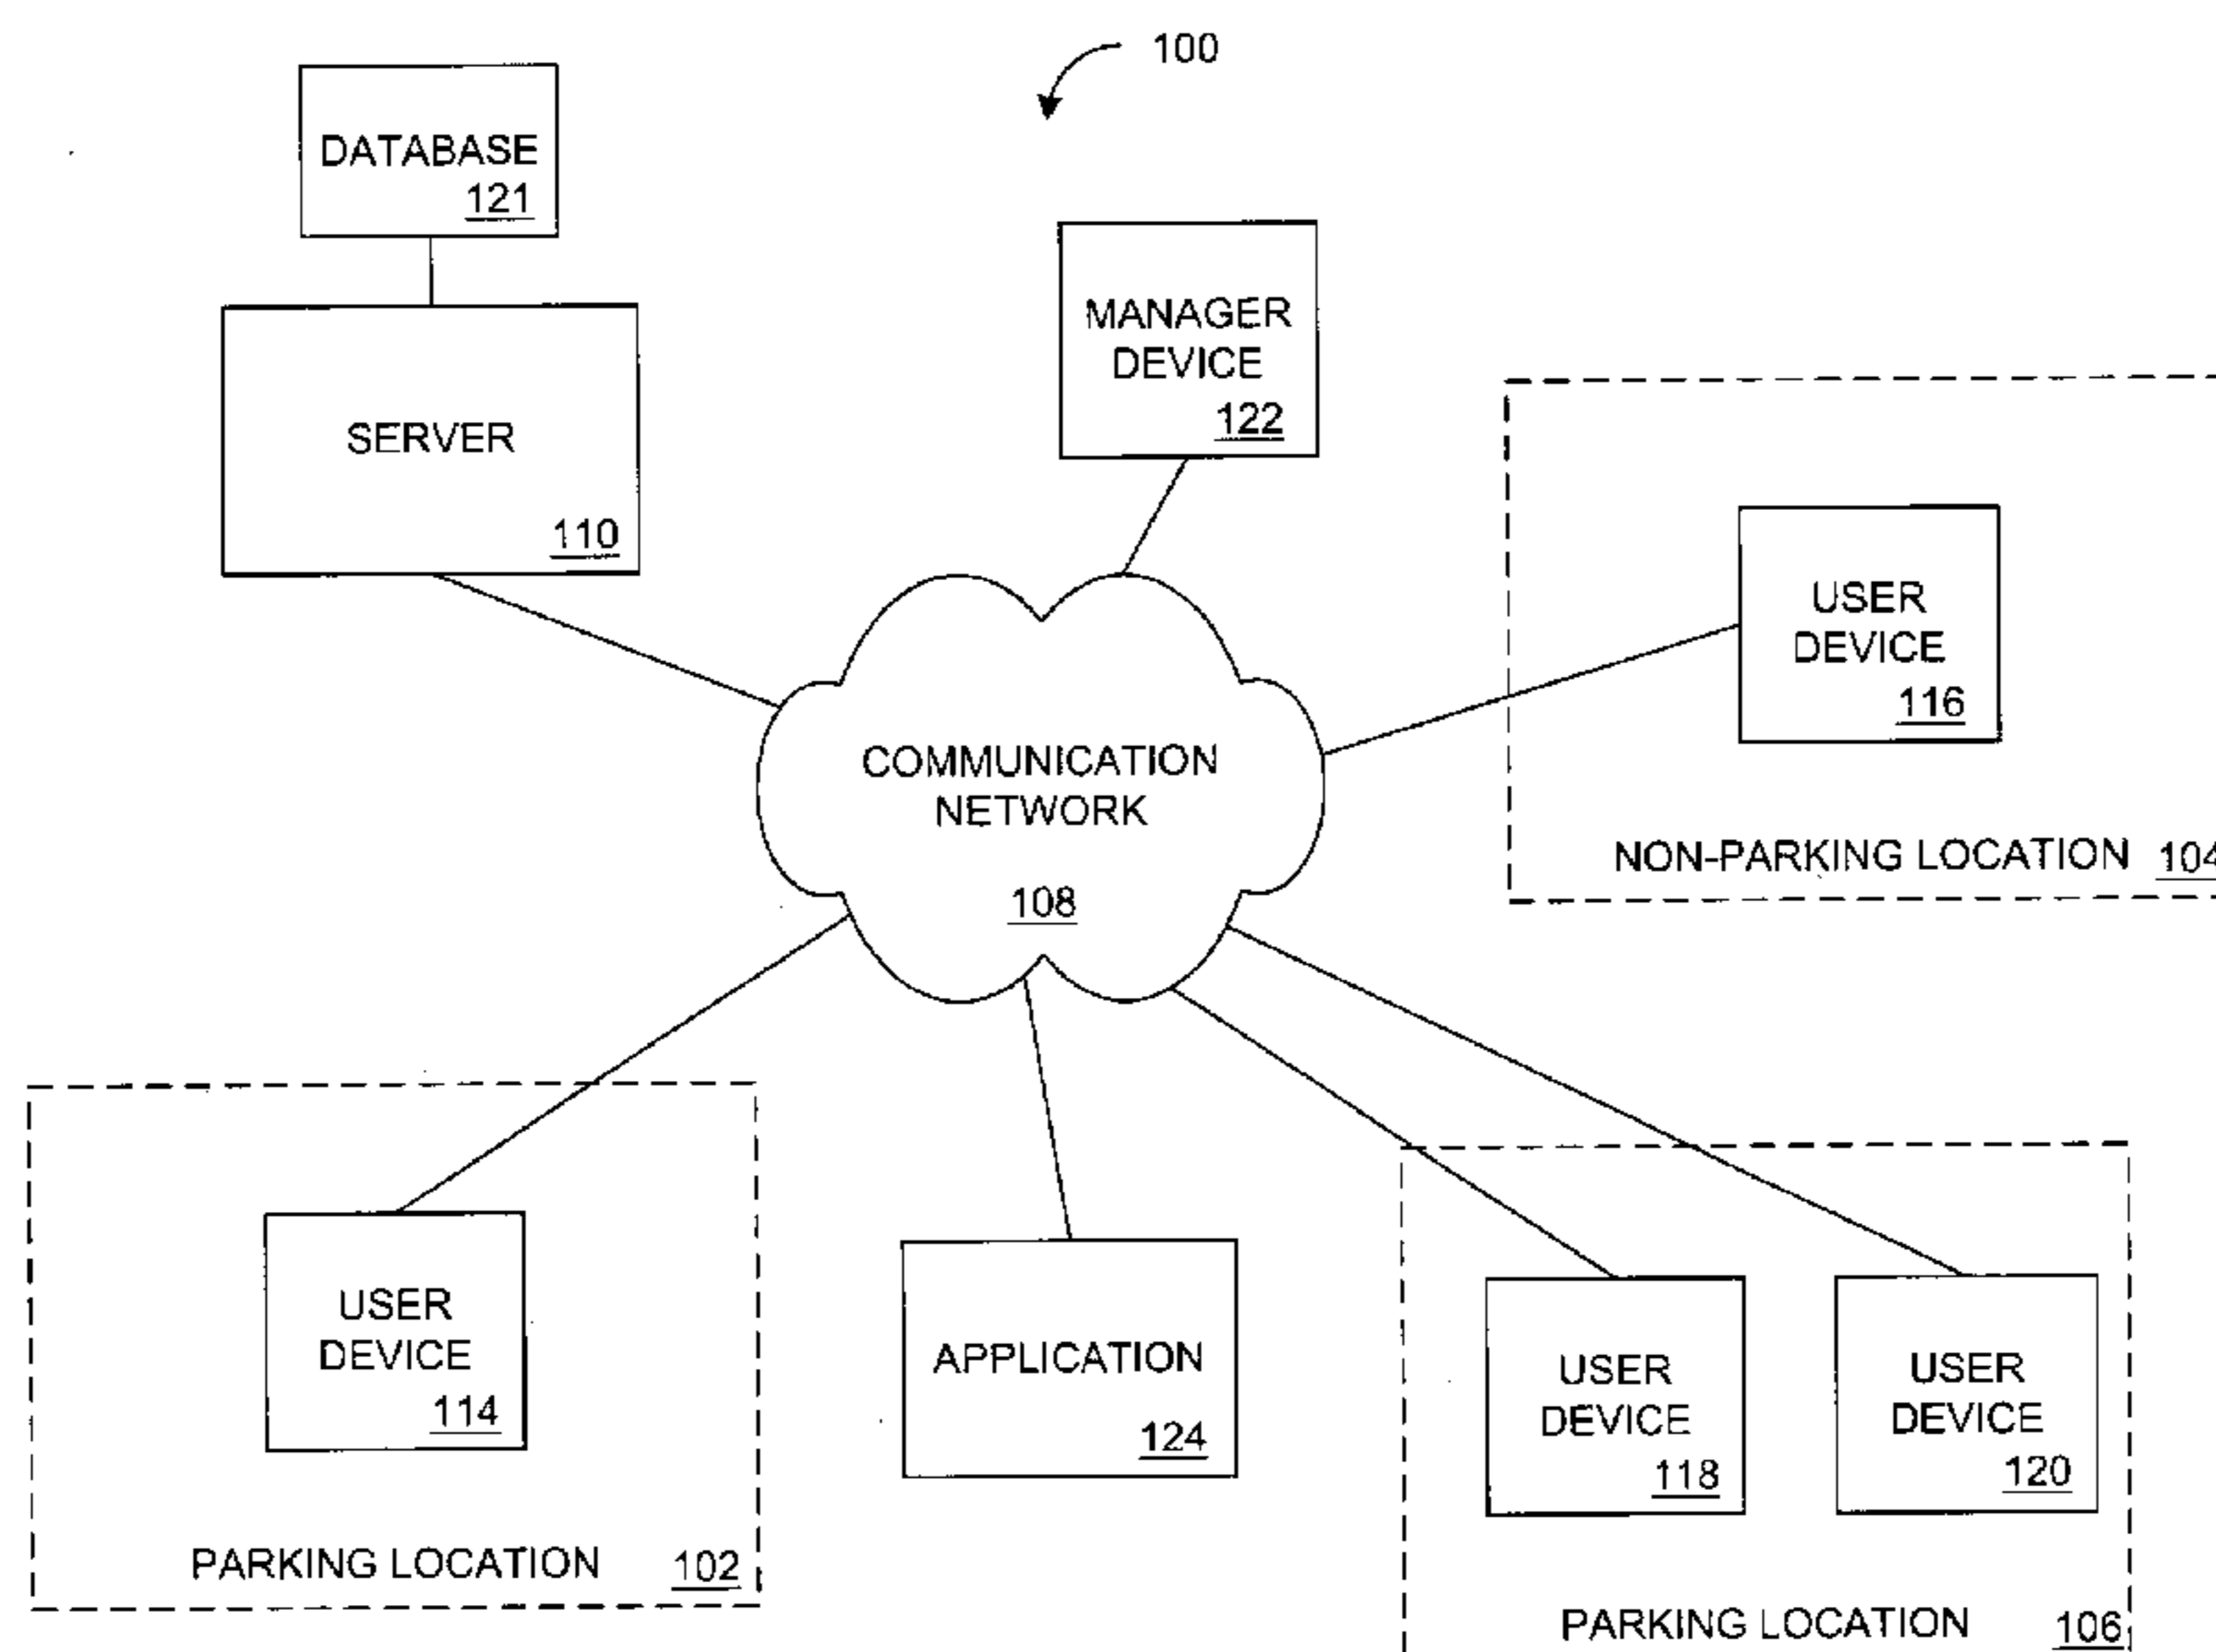 100
DATABASE
121
MANAGER
DEVICE
122
SERVER
110
USER
DEVICE
116
NON-PARKING LOCATION 104
COMMUNICATION
NETWORK
108
USER
DEVICE
114
PARKING LOCATION 102
APPLICATION
124
USER
DEVICE
118
USER
DEVICE
120
PARKING LOCATION 106